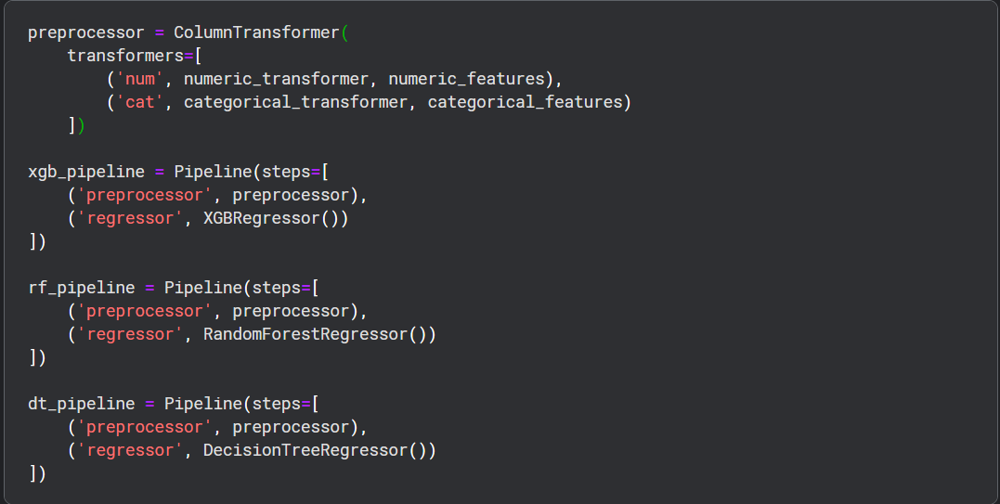 preprocessor = ColumnTransformer(
    transformers=[
        ('num', numeric_transformer, numeric_features),
        ('cat', categorical_transformer, categorical_features)
    ])

xgb_pipeline = Pipeline(steps=[
    ('preprocessor', preprocessor),
    ('regressor', XGBRegressor())
])

rf_pipeline = Pipeline(steps=[
    ('preprocessor', preprocessor),
    ('regressor', RandomForestRegressor())
])

dt_pipeline = Pipeline(steps=[
    ('preprocessor', preprocessor),
    ('regressor', DecisionTreeRegressor())
])